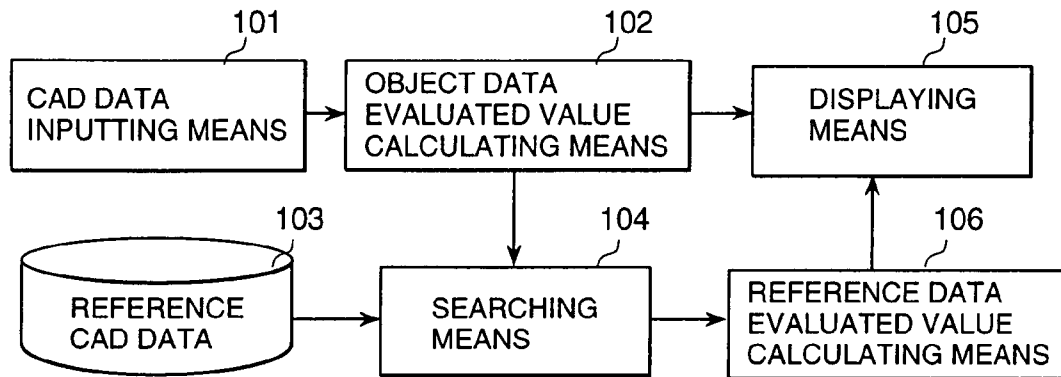 101
CAD DATA
INPUTTING MEANS
102
OBJECT DATA
EVALUATED VALUE
CALCULATING MEANS
105
DISPLAYING
MEANS
103
REFERENCE
CAD DATA
104
SEARCHING
MEANS
106
REFERENCE DATA
EVALUATED VALUE
CALCULATING MEANS